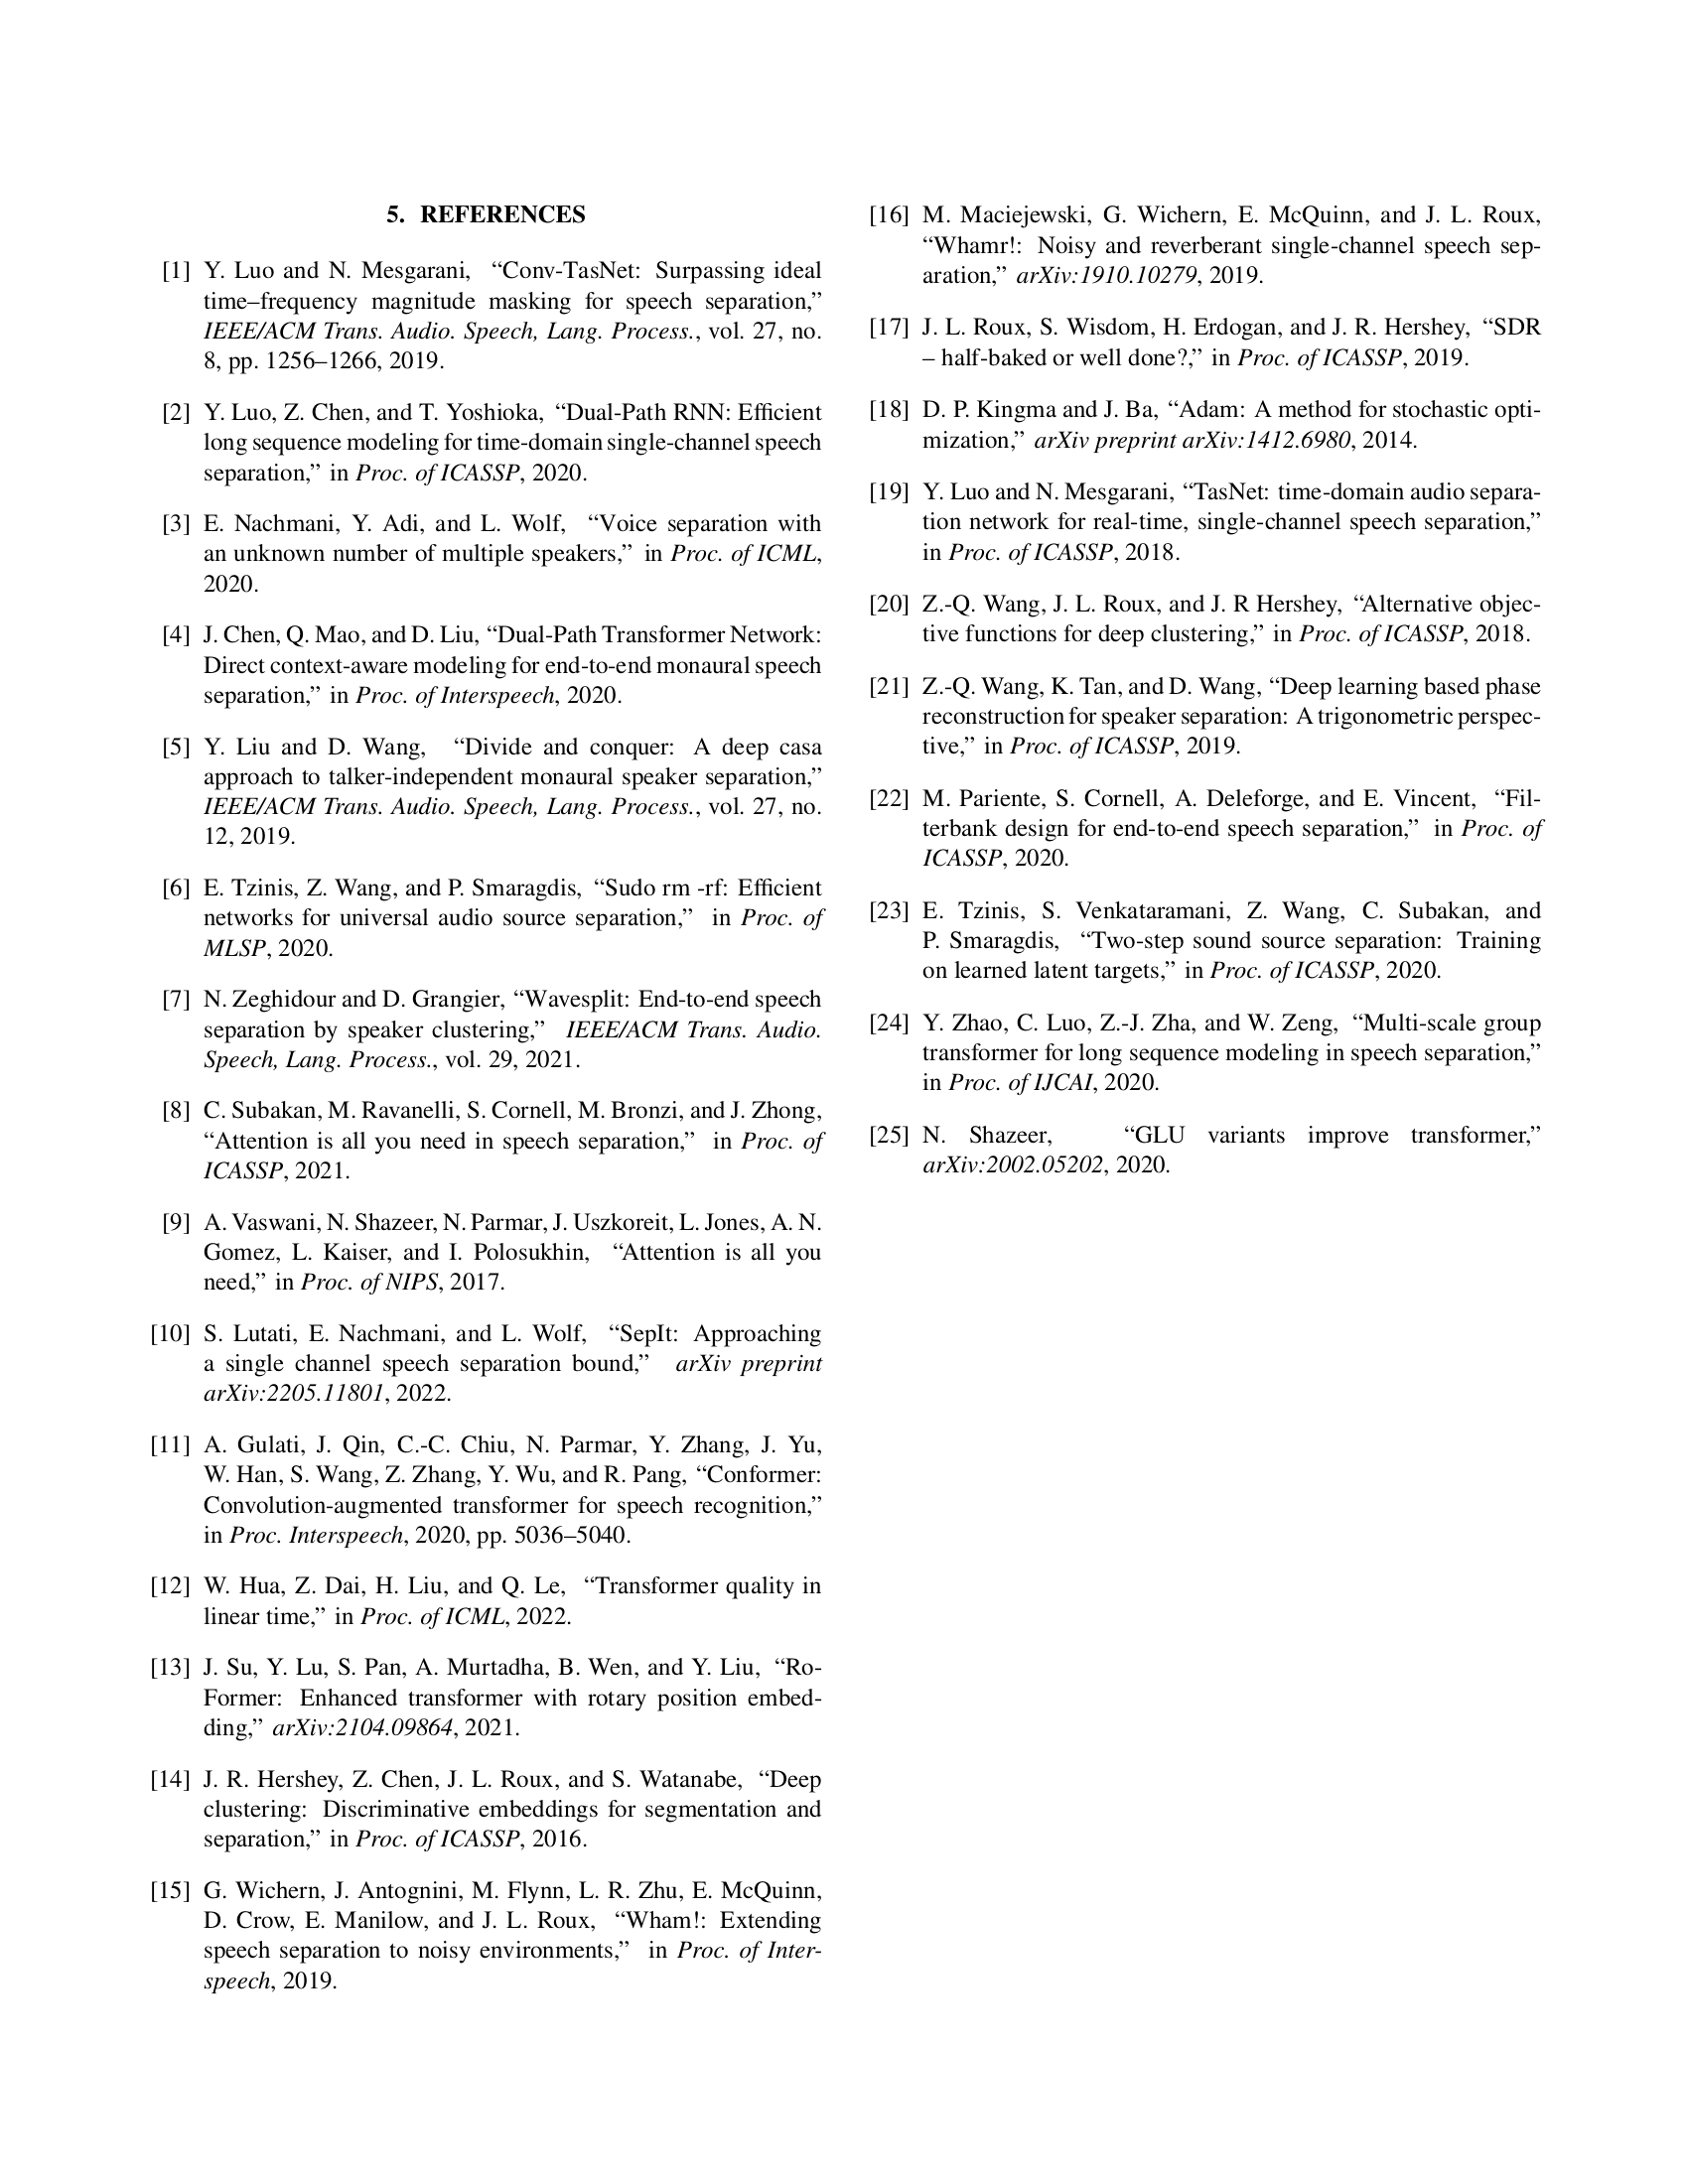 5. REFERENCES
[1] Y. Luo and N. Mesgarani, “Conv-TasNet: Surpassing ideal
time–frequency magnitude masking for speech separation,”
IEEE/ACM Trans. Audio. Speech, Lang. Process., vol. 27, no.
8, pp. 1256–1266, 2019.
[2] Y. Luo, Z. Chen, and T. Yoshioka, “Dual-Path RNN: Efficient
long sequence modeling for time-domain single-channel speech
separation,” in Proc. of ICASSP, 2020.
[3] E. Nachmani, Y. Adi, and L. Wolf, “Voice separation with
an unknown number of multiple speakers,” in Proc. of ICML,
2020.
[4] J. Chen, Q. Mao, and D. Liu, “Dual-Path Transformer Network:
Direct context-aware modeling for end-to-end monaural speech
separation,” in Proc. of Interspeech, 2020.
[5] Y. Liu and D. Wang, “Divide and conquer: A deep casa
approach to talker-independent monaural speaker separation,”
IEEE/ACM Trans. Audio. Speech, Lang. Process., vol. 27, no.
12, 2019.
[6] E. Tzinis, Z. Wang, and P. Smaragdis, “Sudo rm -rf: Efficient
networks for universal audio source separation,” in Proc. of
MLSP, 2020.
[7] N. Zeghidour and D. Grangier, “Wavesplit: End-to-end speech
separation by speaker clustering,” IEEE/ACM Trans. Audio.
Speech, Lang. Process., vol. 29, 2021.
[8] C. Subakan, M. Ravanelli, S. Cornell, M. Bronzi, and J. Zhong,
“Attention is all you need in speech separation,” in Proc. of
ICASSP, 2021.
[9] A. Vaswani, N. Shazeer, N. Parmar, J. Uszkoreit, L. Jones, A. N.
Gomez, L. Kaiser, and I. Polosukhin, “Attention is all you
need,” in Proc. of NIPS, 2017.
[10] S. Lutati, E. Nachmani, and L. Wolf, “SepIt: Approaching
a single channel speech separation bound,” arXiv preprint
arXiv:2205.11801, 2022.
[11] A. Gulati, J. Qin, C.-C. Chiu, N. Parmar, Y. Zhang, J. Yu,
W. Han, S. Wang, Z. Zhang, Y. Wu, and R. Pang, “Conformer:
Convolution-augmented transformer for speech recognition,”
in Proc. Interspeech, 2020, pp. 5036–5040.
[12] W. Hua, Z. Dai, H. Liu, and Q. Le, “Transformer quality in
linear time,” in Proc. of ICML, 2022.
[13] J. Su, Y. Lu, S. Pan, A. Murtadha, B. Wen, and Y. Liu, “Ro-
Former: Enhanced transformer with rotary position embed-
ding,” arXiv:2104.09864, 2021.
[14] J. R. Hershey, Z. Chen, J. L. Roux, and S. Watanabe, “Deep
clustering: Discriminative embeddings for segmentation and
separation,” in Proc. of ICASSP, 2016.
[15] G. Wichern, J. Antognini, M. Flynn, L. R. Zhu, E. McQuinn,
D. Crow, E. Manilow, and J. L. Roux, “Wham!: Extending
speech separation to noisy environments,” in Proc. of Inter-
speech, 2019.
[16] M. Maciejewski, G. Wichern, E. McQuinn, and J. L. Roux,
“Whamr!: Noisy and reverberant single-channel speech sep-
aration,” arXiv:1910.10279, 2019.
[17] J. L. Roux, S. Wisdom, H. Erdogan, and J. R. Hershey, “SDR
– half-baked or well done?,” in Proc. of ICASSP, 2019.
[18] D. P. Kingma and J. Ba, “Adam: A method for stochastic opti-
mization,” arXiv preprint arXiv:1412.6980, 2014.
[19] Y. Luo and N. Mesgarani, “TasNet: time-domain audio separa-
tion network for real-time, single-channel speech separation,”
in Proc. of ICASSP, 2018.
[20] Z.-Q. Wang, J. L. Roux, and J. R Hershey, “Alternative objec-
tive functions for deep clustering,” in Proc. of ICASSP, 2018.
[21] Z.-Q. Wang, K. Tan, and D. Wang, “Deep learning based phase
reconstruction for speaker separation: A trigonometric perspec-
tive,” in Proc. of ICASSP, 2019.
[22] M. Pariente, S. Cornell, A. Deleforge, and E. Vincent, “Fil-
terbank design for end-to-end speech separation,” in Proc. of
ICASSP, 2020.
[23] E. Tzinis, S. Venkataramani, Z. Wang, C. Subakan, and
P. Smaragdis, “Two-step sound source separation: Training
on learned latent targets,” in Proc. of ICASSP, 2020.
[24] Y. Zhao, C. Luo, Z.-J. Zha, and W. Zeng, “Multi-scale group
transformer for long sequence modeling in speech separation,”
in Proc. of IJCAI, 2020.
[25] N. Shazeer, “GLU variants improve transformer,”
arXiv:2002.05202, 2020.